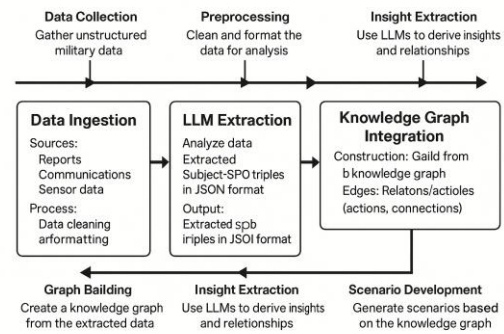 Data Collection
Gather unstructured
military data
Preprocessing
Clean and format the
data for analysis
Insight Extraction
Use LLMs to derive insights
and relationships
Data Ingestion
Sources:
Reports
Communications
Sensor data
Process:
Data cleaning
arformatting
LLM Extraction
Analyze data
Extracted
Subject-SPO triples
in JSON format
Output:
Extracted spb
iriples in JSOI format
Knowledge Graph
Integration
Construction: Gaild from
b knowledge graph
Edges: Relatons/actioles
(actions, connections)
Graph Bailding
Create a knowledge graph
from the extracted data
Insight Extraction
Use LLMs to derive insights
and reletionships
Scenario Development
Generate scenarios based
on the knowledge graph